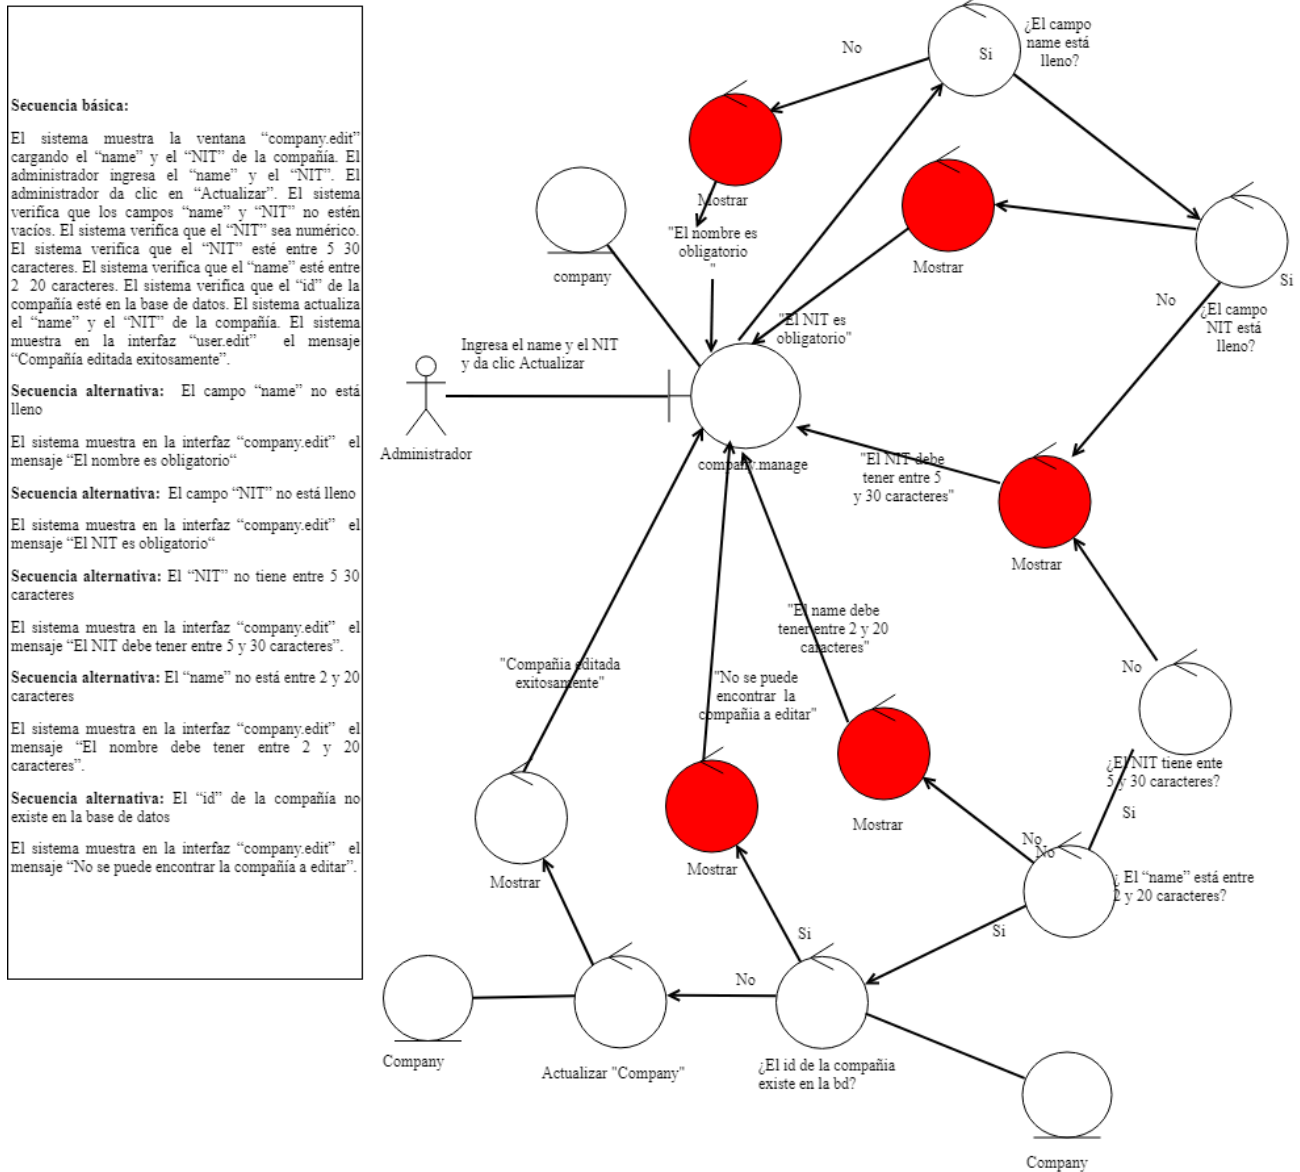 Secuencia básica:
El sistema muestra la ventana “company.edit”
cargando el “name” y el “NIT” de la compañía. El
administrador ingresa el “name” y el “NIT”. El
administrador da clic en “Actualizar”. El sistema
verifica que los campos “name” y “NIT” no estén
vacíos. El sistema verifica que el “NIT” sea numérico.
El sistema verifica que el “NIT” esté entre 5 30
caracteres. El sistema verifica que el “name” esté entre
2 20 caracteres. El sistema verifica que el “id” de la
compañía esté en la base de datos. El sistema actualiza
el “name” y el “NIT” de la compañía. El sistema
muestra en la interfaz “user.edit” el mensaje
“Compañía editada exitosamente”.
Secuencia alternativa: El campo “name” no está
lleno
El sistema muestra en la interfaz “company.edit” el
mensaje “El nombre es obligatorio“
Secuencia alternativa: El campo “NIT” no está lleno
El sistema muestra en la interfaz “company.edit” el
mensaje “El NIT es obligatorio“
Secuencia alternativa: El “NIT” no tiene entre 5 30
caracteres
El sistema muestra en la interfaz “company.edit” el
mensaje “El NIT debe tener entre 5 y 30 caracteres”.
Secuencia alternativa: El “name” no está entre 2 y 20
caracteres
El sistema muestra en la interfaz “company.edit” el
mensaje “El nombre debe tener entre 2 y 20
caracteres”.
Secuencia alternativa: El “id” de la compañía no
existe en la base de datos
El sistema muestra en la interfaz “company.edit” el
mensaje “No se puede encontrar la compañía a editar”.
¿El campo
name está
lleno?
No
Si
Mostrar
"El nombre es
obligatorio
"
company
Mostrar
Si
No
¿El campo
NIT está
lleno?
"El NIT es
obligatorio"
Ingresa el name y el NIT
y da clic Actualizar
Administrador
company.manage
"El NIT debe
tener entre 5
y 30 caracteres"
Mostrar
"El name debe
tener entre 2 y 20
caracteres"
"Compañia editada
exitosamente"
"No se puede
encontrar la
compañia a editar"
No
¿El NIT tiene ente
5 y 30 caracteres?
Si
Mostrar
No
No
Mostrar
Mostrar
¿ El “name” está entre
2 y 20 caracteres?
Si
Si
No
Company
Actualizar "Company"
¿El id de la compañia
existe en la bd?
Company